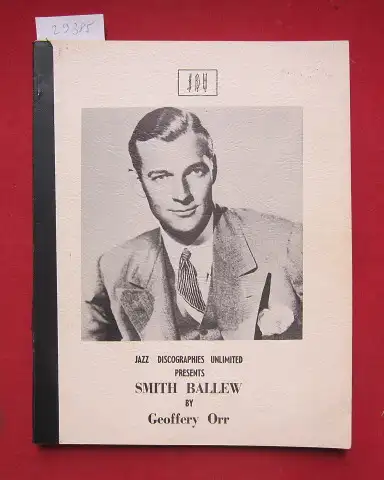 29385
JDU
JAZZ DISCOGRAPHIES UNLIMITED
PRESENTS
SMITH BALLEW
BY
Geoffery Orr